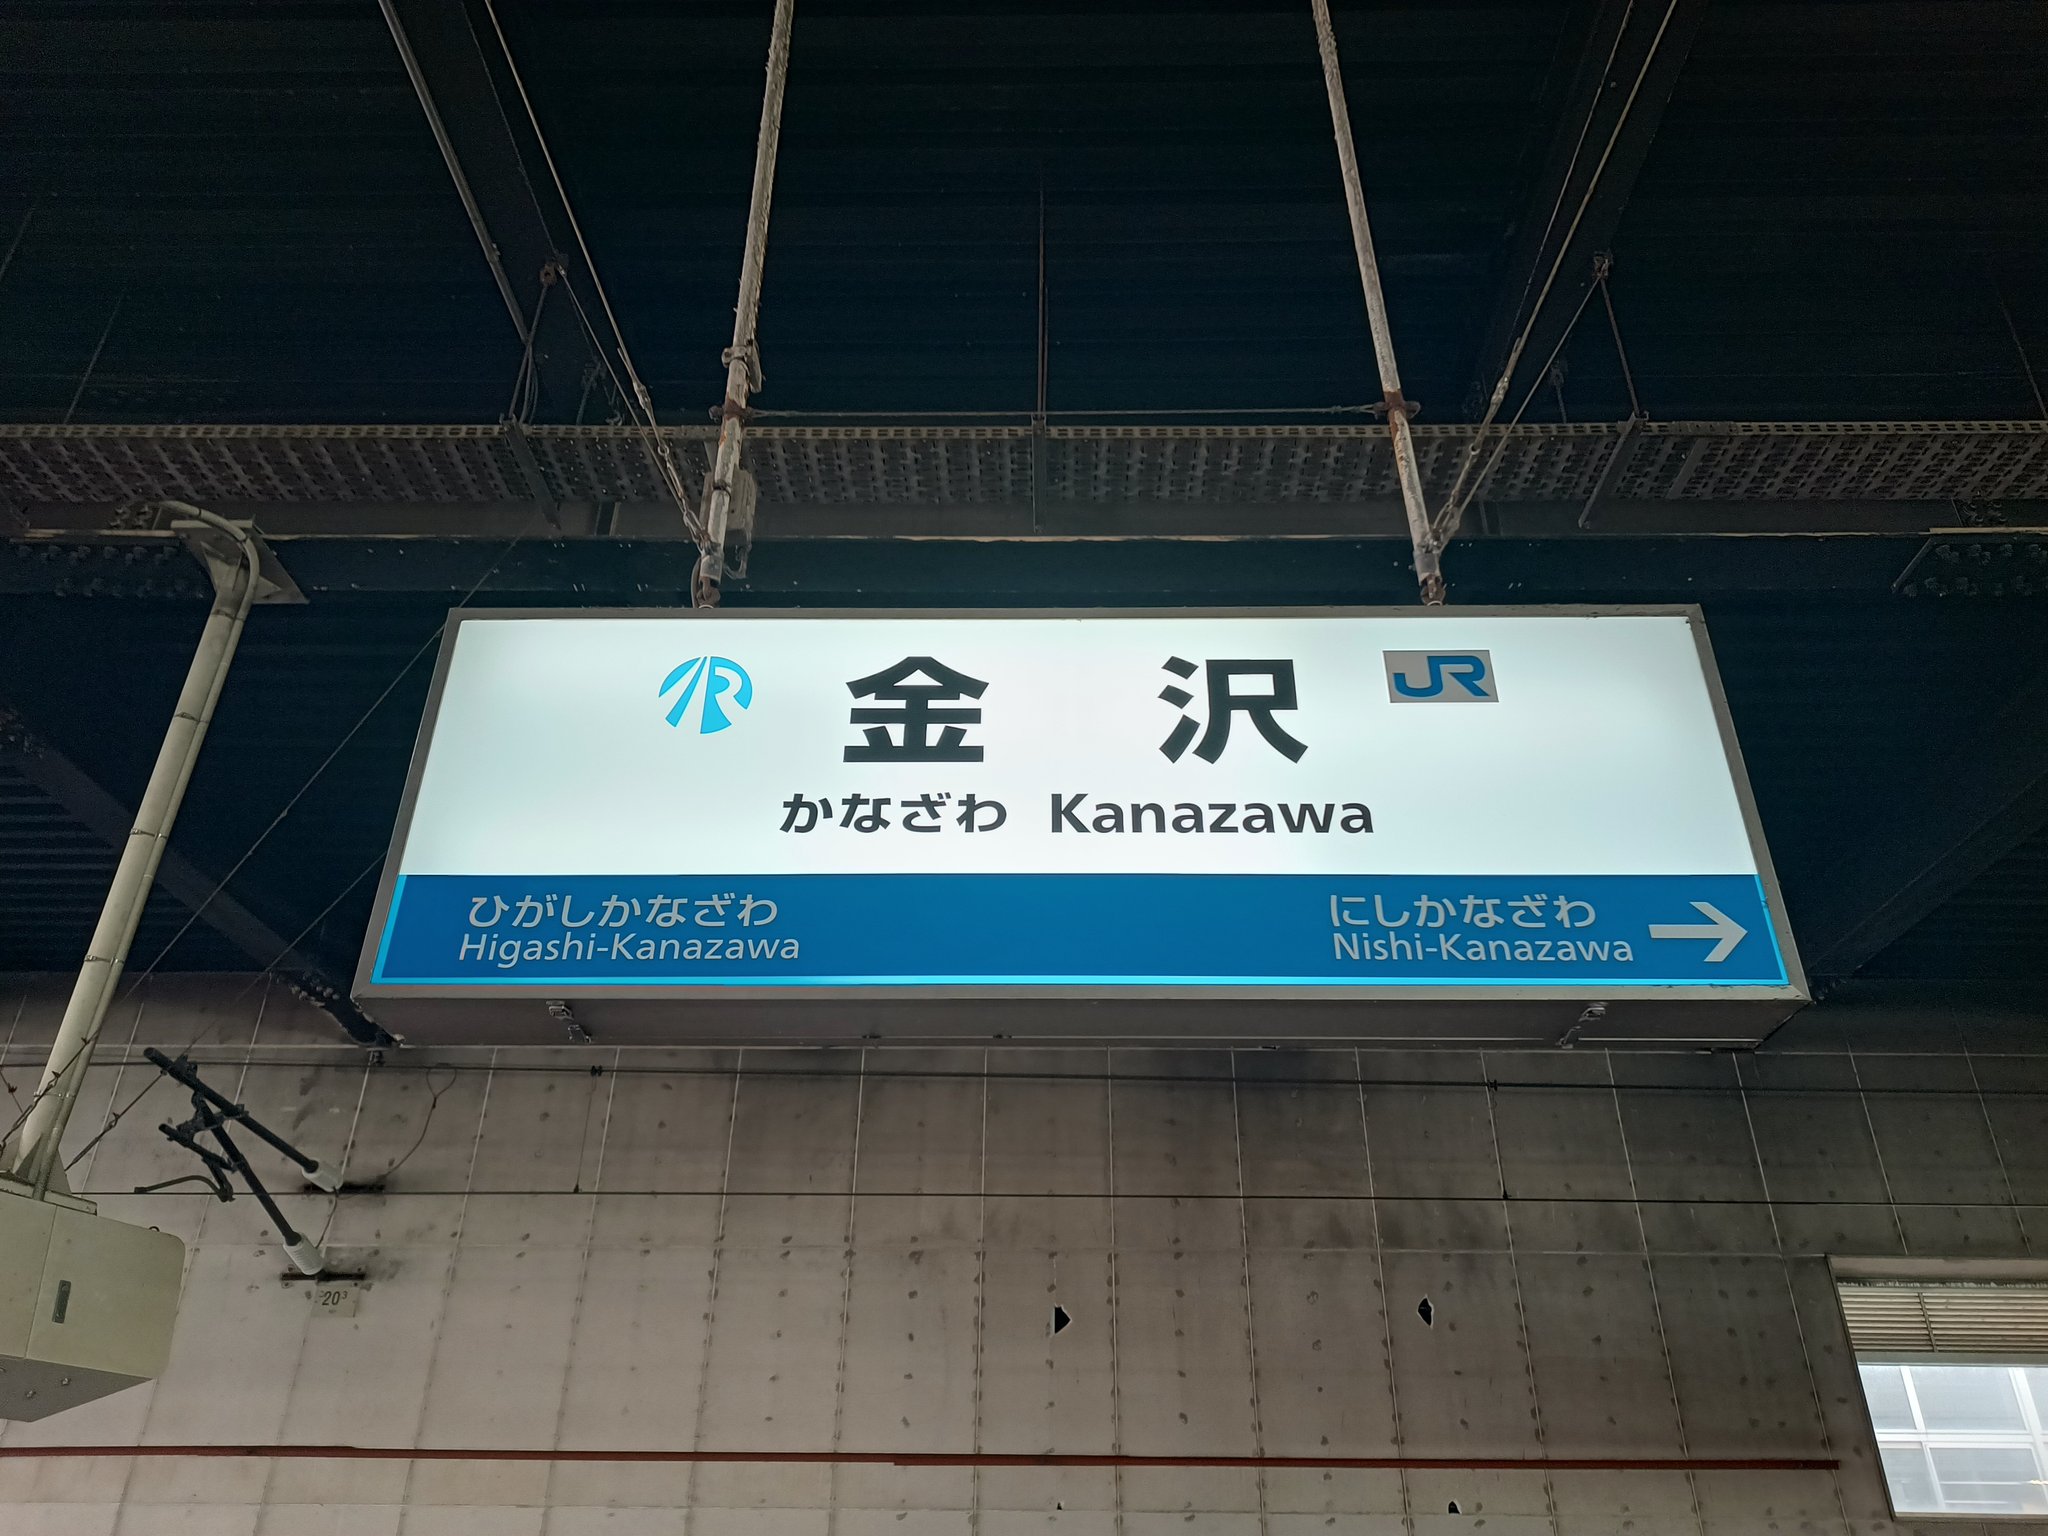 金 沢 JR
かなざわ Kanazawa
ひがしかなざわ にしかなざわ →
Higashi-Kanazawa Nishi-Kanazawa
20³